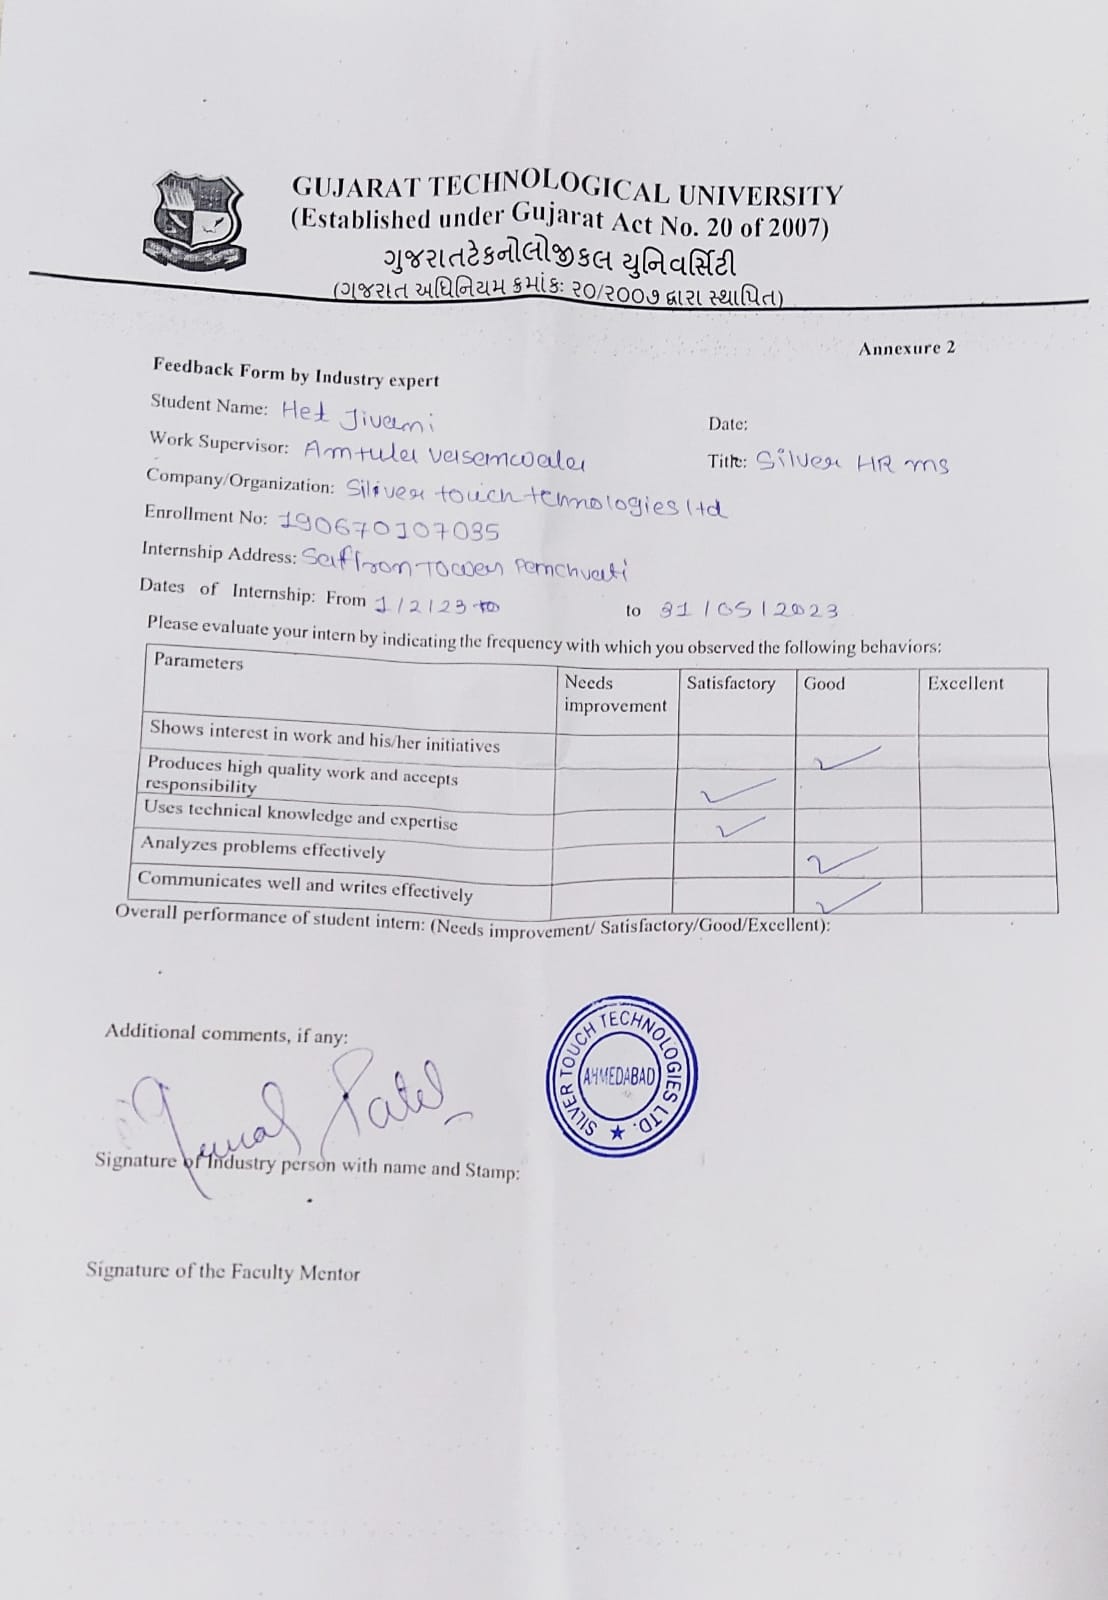 GUJARAT TECHNOLOGICAL UNIVERSITY
(Established under Gujarat Act No. 20 of 2007)
ગુજરાતટેકનોલોજીકલ યુનિવર્સિટી
(ગુજરાત અધિનિયમ ક્રમાંકઃ ૨૦/૨૦૦૭ દ્વારા સ્થાપિત)
Annexure 2
Feedback Form by Industry expert
Student Name: Het Jivani
Date:
Work Supervisor: Amtula Vasanwala
Title: Silver HR ms
Company/Organization: Siliver touch technologies ltd
Enrollment No: 190670107035
Internship Address: Saffron Tower Panchvati
Dates of Internship: From 1/2/23 to to 31/05/2023
Please evaluate your intern by indicating the frequency with which you observed the following behaviors:
Parameters Needs improvement Satisfactory Good Excellent
Shows interest in work and his/her initiatives ✓
Produces high quality work and accepts
responsibility ✓
Uses technical knowledge and expertise ✓
Analyzes problems effectively ✓
Communicates well and writes effectively ✓
Overall performance of student intern: (Needs improvement/ Satisfactory/Good/Excellent):
Additional comments, if any:
SILVER TOUCH TECHNOLOGIES LTD. ★
AHMEDABAD
Patel
Signature of Industry person with name and Stamp:
Signature of the Faculty Mentor